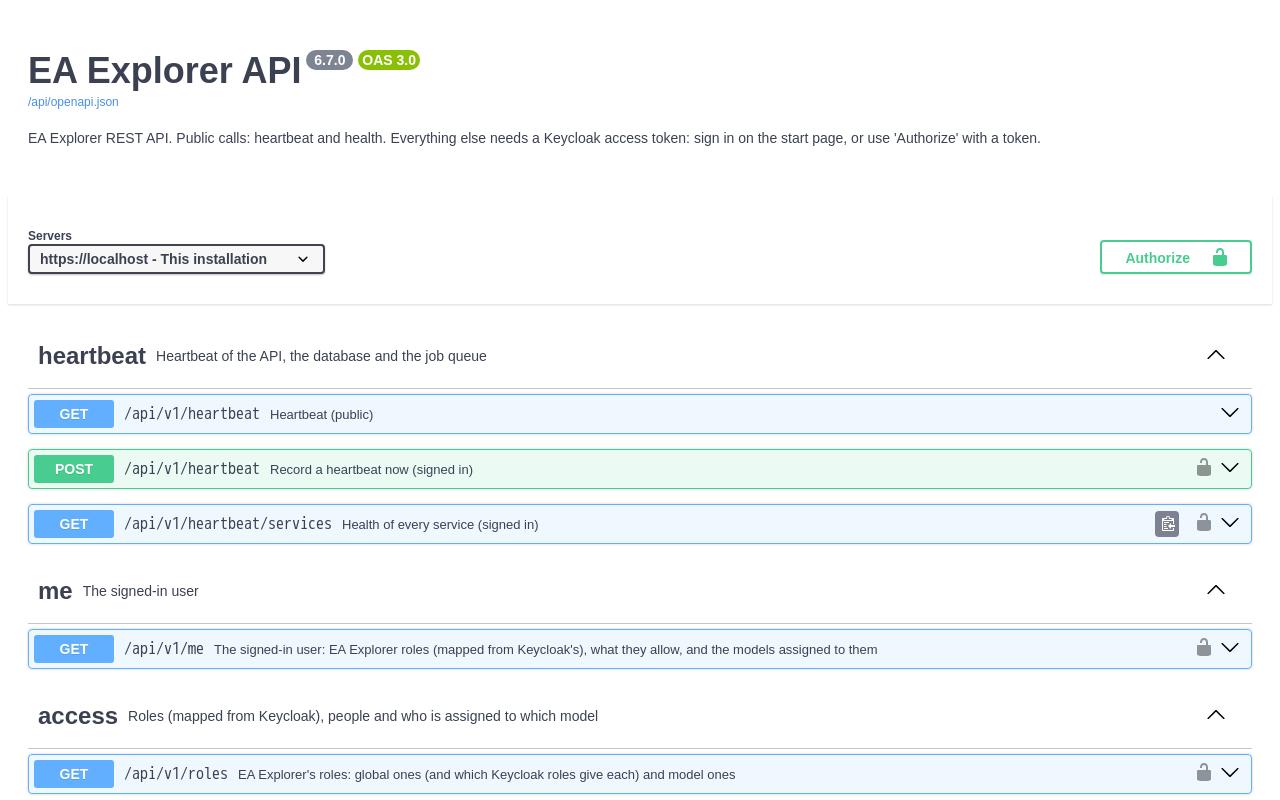 EA Explorer API 6.7.0 OAS 3.0
/api/openapi.json
EA Explorer REST API. Public calls: heartbeat and health. Everything else needs a Keycloak access token: sign in on the start page, or use 'Authorize' with a token.
Servers
https://localhost - This installation
Authorize
heartbeat Heartbeat of the API, the database and the job queue
GET /api/v1/heartbeat Heartbeat (public)
POST /api/v1/heartbeat Record a heartbeat now (signed in)
GET /api/v1/heartbeat/services Health of every service (signed in)
me The signed-in user
GET /api/v1/me The signed-in user: EA Explorer roles (mapped from Keycloak's), what they allow, and the models assigned to them
access Roles (mapped from Keycloak), people and who is assigned to which model
GET /api/v1/roles EA Explorer's roles: global ones (and which Keycloak roles give each) and model ones